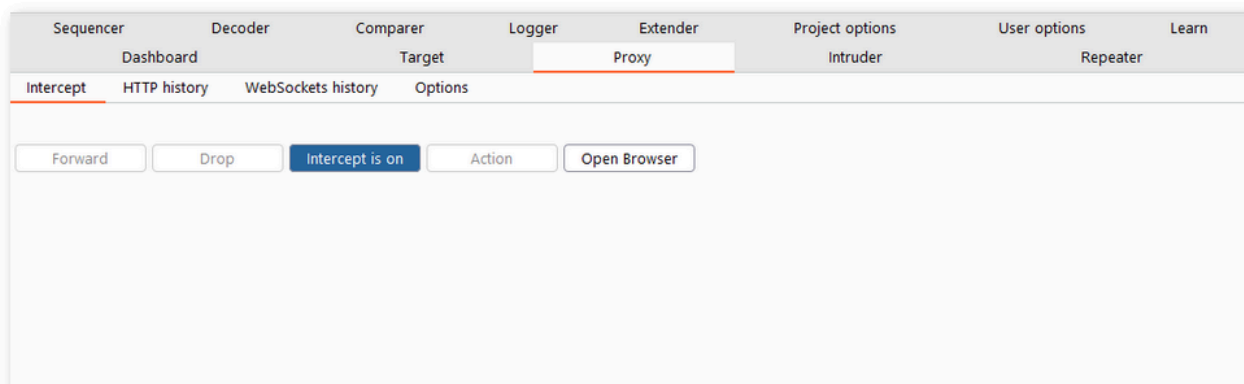 Sequencer Decoder Comparer Logger Extender Project options User options Learn
Dashboard Target Proxy Intruder Repeater
Intercept HTTP history WebSockets history Options
Forward Drop Intercept is on Action Open Browser